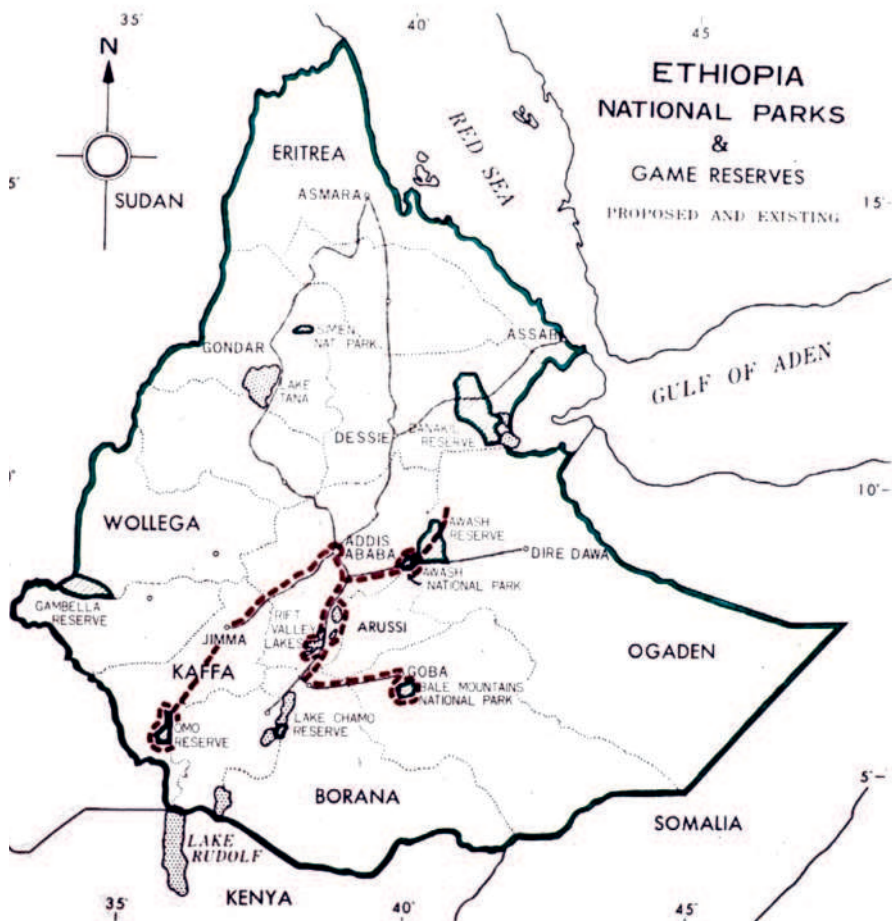 35°
40°
45
N
ETHIOPIA
NATIONAL PARKS
&
GAME RESERVES
PROPOSED AND EXISTING
RED SEA
ERITREA
5°
SUDAN
ASMARA
15°
SIMEN
NAT. PARK.
GONDAR
ASSAB
LAKE
TANA
GULF OF ADEN
DESSIE
DANAKIL
RESERVE
0°
10°
WOLLEGA
AWASH
RESERVE
ADDIS
ABABA
DIRE DAWA
AWASH
NATIONAL PARK
GAMBELLA
RESERVE
RIFT
VALLEY
LAKES
ARUSSI
JIMMA
OGADEN
KAFFA
GOBA
BALE MOUNTAINS
NATIONAL PARK
OMO
RESERVE
LAKE CHAMO
RESERVE
5°
BORANA
SOMALIA
LAKE
RUDOLF
KENYA
35°
40°
45°